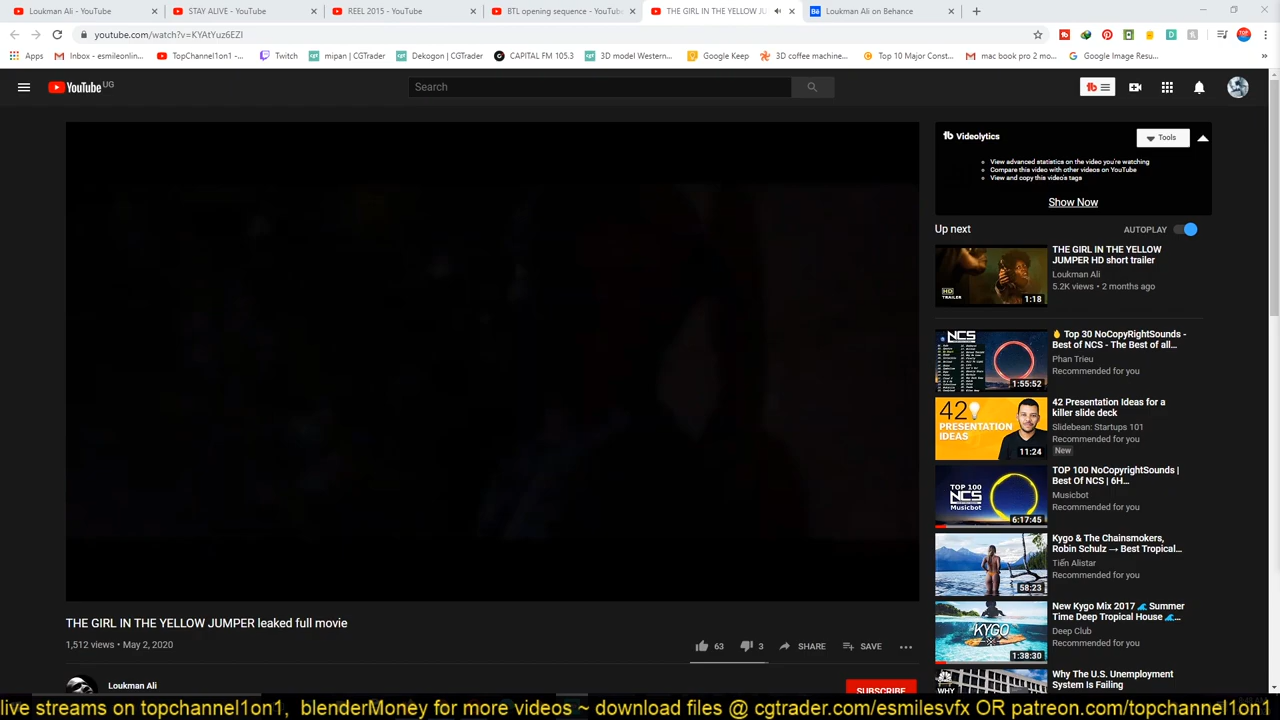 Loukman Ali - YouTube
STAY ALIVE - YouTube
REEL 2015 - YouTube
BTL opening sequence - YouTube
THE GIRL IN THE YELLOW JU
Loukman Ali on Behance
youtube.com/watch?v=KYAtYuz6EZI
Apps
Inbox - esmileonlin...
TopChannel1on1 -...
Twitch
mipan | CGTrader
Dekogon | CGTrader
CAPITAL FM 105.3
3D model Western...
Google Keep
3D coffee machine...
Top 10 Major Const...
mac book pro 2 mo...
Google Image Resu...
YouTube UG
Search
Videolytics
Tools
View advanced statistics on the video you're watching
Compare this video with other videos on YouTube
View and copy this video's tags
Show Now
Up next
AUTOPLAY
THE GIRL IN THE YELLOW
JUMPER HD short trailer
Loukman Ali
5.2K views • 2 months ago
HD
TRAILER
1:18
Top 30 NoCopyRightSounds -
Best of NCS - The Best of all...
Phan Trieu
Recommended for you
NCS
1:55:52
42 Presentation Ideas for a
killer slide deck
Slidebean: Startups 101
Recommended for you
New
42
PRESENTATION
IDEAS
11:24
TOP 100 NoCopyrightSounds |
Best Of NCS | 6H...
Musicbot
Recommended for you
TOP 100
NCS
Musicbot
6:17:45
Kygo & The Chainsmokers,
Robin Schulz → Best Tropical...
Tiến Alistar
Recommended for you
58:23
New Kygo Mix 2017 🌊 Summer
Time Deep Tropical House 🌊...
Deep Club
Recommended for you
KYGO
1:38:30
Why The U.S. Unemployment
System Is Failing
WHY
THE GIRL IN THE YELLOW JUMPER leaked full movie
1,512 views • May 2, 2020
63
3
SHARE
SAVE
Loukman Ali
SUBSCRIBE
live streams on topchannel1on1, blenderMoney for more videos ~ download files @ cgtrader.com/esmilesvfx OR patreon.com/topchannel1on1